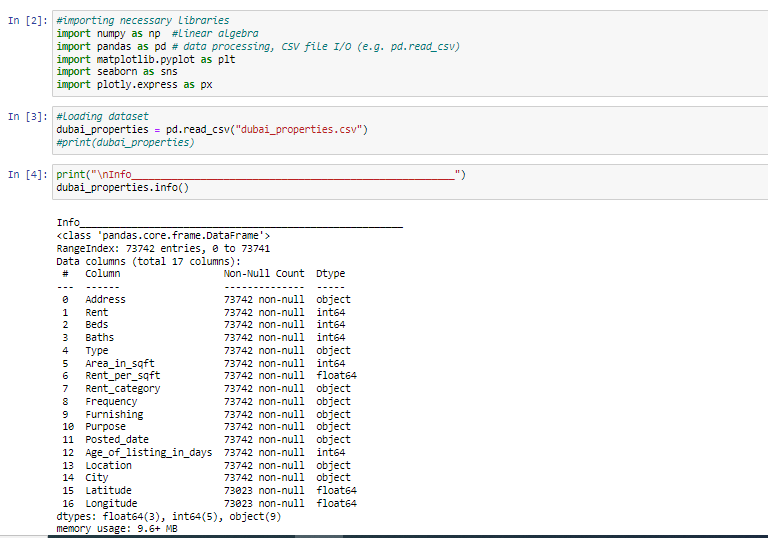 In [2]: #importing necessary libraries
import numpy as np  #linear algebra
import pandas as pd # data processing, CSV file I/O (e.g. pd.read_csv)
import matplotlib.pyplot as plt
import seaborn as sns
import plotly.express as px
In [3]: #Loading dataset
dubai_properties = pd.read_csv("dubai_properties.csv")
#print(dubai_properties)
In [4]: print("\nInfo________________________________________________________")
dubai_properties.info()
Info________________________________________________________
<class 'pandas.core.frame.DataFrame'>
RangeIndex: 73742 entries, 0 to 73741
Data columns (total 17 columns):
 #   Column               Non-Null Count  Dtype
---  ------               --------------  -----
 0   Address              73742 non-null  object
 1   Rent                 73742 non-null  int64
 2   Beds                 73742 non-null  int64
 3   Baths                73742 non-null  int64
 4   Type                 73742 non-null  object
 5   Area_in_sqft         73742 non-null  int64
 6   Rent_per_sqft        73742 non-null  float64
 7   Rent_category        73742 non-null  object
 8   Frequency            73742 non-null  object
 9   Furnishing           73742 non-null  object
 10  Purpose              73742 non-null  object
 11  Posted_date          73742 non-null  object
 12  Age_of_listing_in_days  73742 non-null  int64
 13  Location             73742 non-null  object
 14  City                 73742 non-null  object
 15  Latitude             73023 non-null  float64
 16  Longitude            73023 non-null  float64
dtypes: float64(3), int64(5), object(9)
memory usage: 9.6+ MB